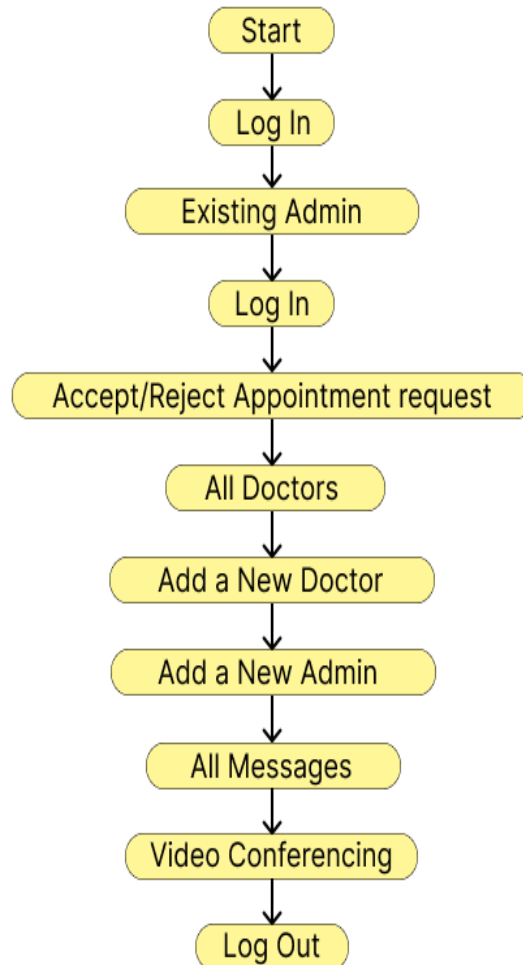 Start
Log In
Existing Admin
Log In
Accept/Reject Appointment request
All Doctors
Add a New Doctor
Add a New Admin
All Messages
Video Conferencing
Log Out